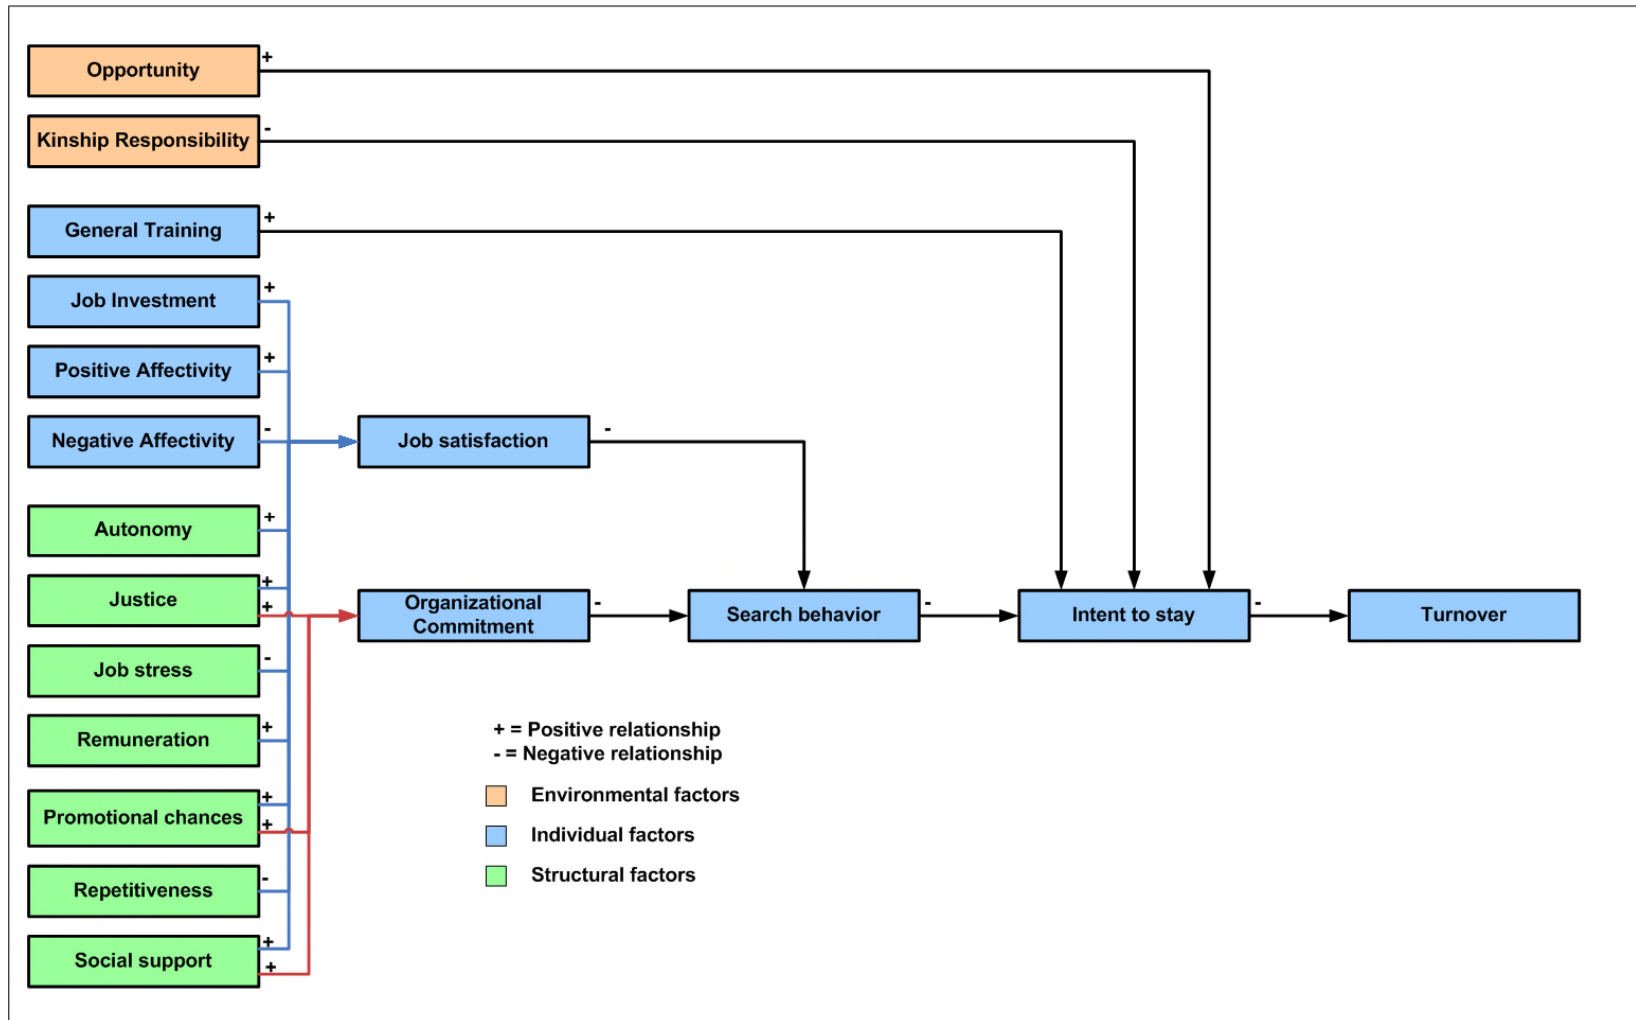 Opportunity
+
Kinship Responsibility
-
General Training
+
Job Investment
+
Positive Affectivity
+
Negative Affectivity
-
Job satisfaction
-
Autonomy
+
Justice
+
+
Organizational
Commitment
-
Search behavior
-
Intent to stay
-
Turnover
Job stress
-
Remuneration
+
Promotional chances
+
+
Repetitiveness
-
Social support
+
+
+ = Positive relationship
- = Negative relationship
Environmental factors
Individual factors
Structural factors